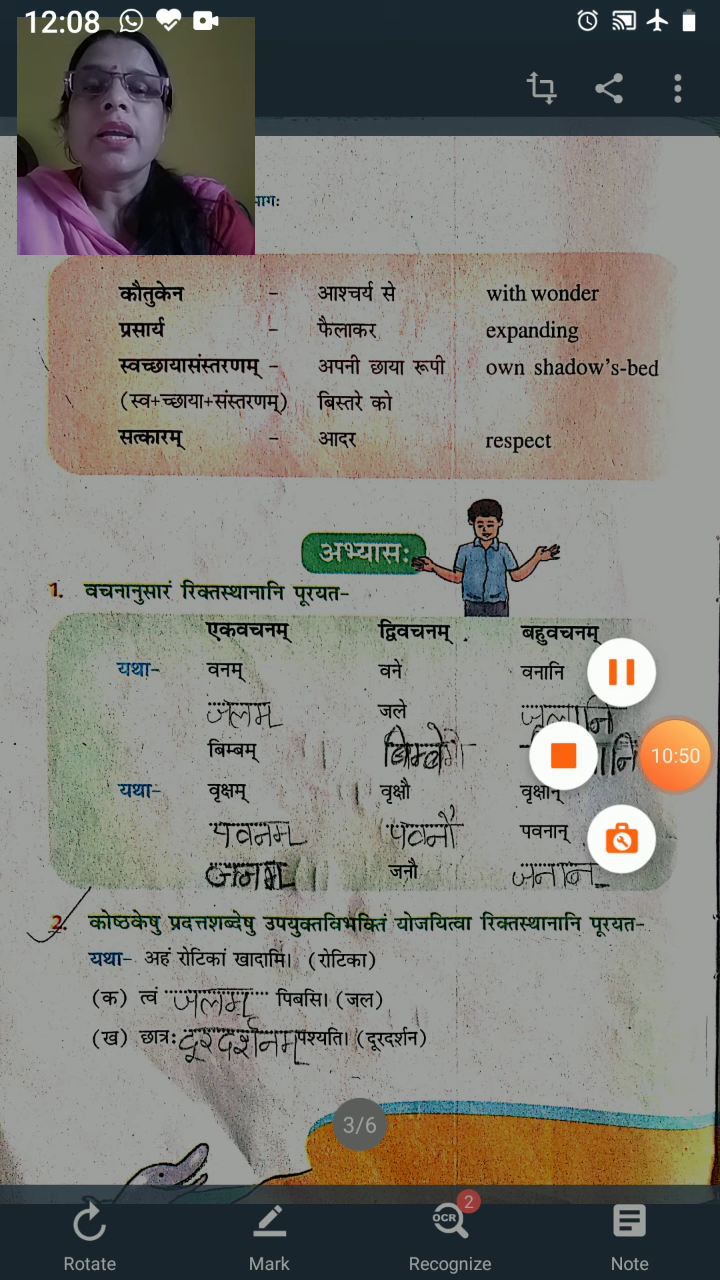 12:08
भागः
कौतुकेन - आश्चर्य से with wonder
प्रसार्य - फैलाकर expanding
स्वच्छायासंस्तरणम् - अपनी छाया रूपी own shadow's-bed
(स्व+च्छाया+संस्तरणम्) बिस्तरे को
सत्कारम् - आदर respect
अभ्यासः
1. वचनानुसारं रिक्तस्थानानि पूरयत-
एकवचनम् द्विवचनम् बहुवचनम्
यथा- वनम् वने वनानि
जलम् जले जलानि
बिम्बम्
यथा- वृक्षम् वृक्षौ वृक्षान्
पवनम् पवनौ पवनान्
जनम् जनौ जनान्
2. कोष्ठकेषु प्रदत्तशब्देषु उपयुक्तविभक्तिं योजयित्वा रिक्तस्थानानि पूरयत-
यथा- अहं रोटिकां खादामि। (रोटिका)
(क) त्वं जलम् पिबसि। (जल)
(ख) छात्रः दूरदर्शनम् पश्यति। (दूरदर्शन)
10:50
3/6
OCR 2
Rotate Mark Recognize Note